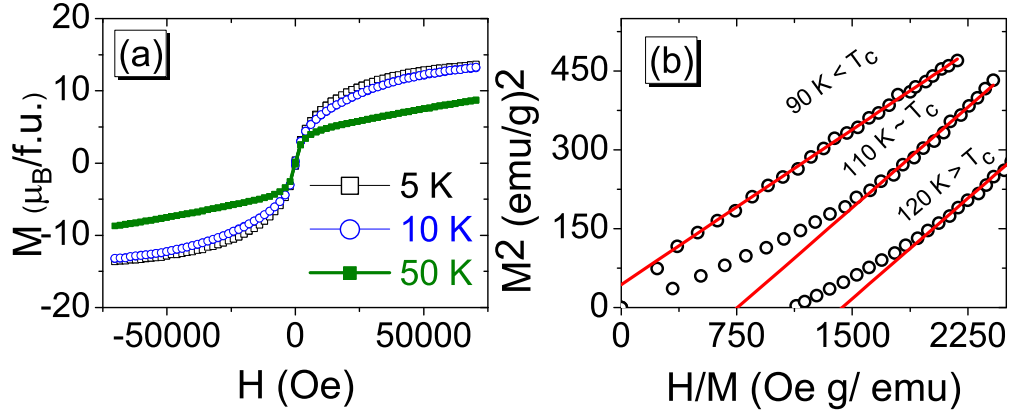 (a)
M (μB/f.u.)
20
10
0
-10
-20
5 K
10 K
50 K
-50000
0
50000
H (Oe)
(b)
M2 (emu/g)2
450
300
150
0
90 K < TC
110 K ~ TC
120 K > TC
0
750
1500
2250
H/M (Oe g/ emu)